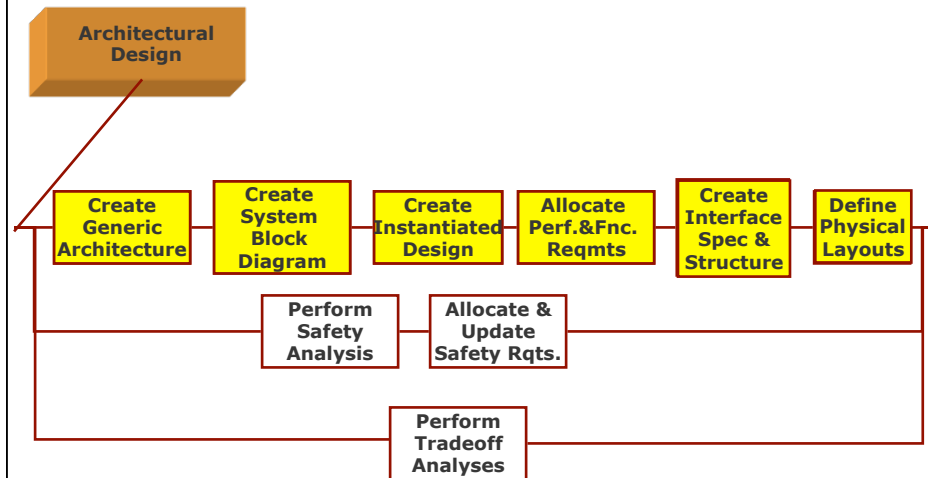 Architectural
Design
Create
Generic
Architecture
Create
System
Block
Diagram
Create
Instantiated
Design
Allocate
Perf.&Fnc.
Reqmts
Create
Interface
Spec &
Structure
Define
Physical
Layouts
Perform
Safety
Analysis
Allocate &
Update
Safety Rqts.
Perform
Tradeoff
Analyses